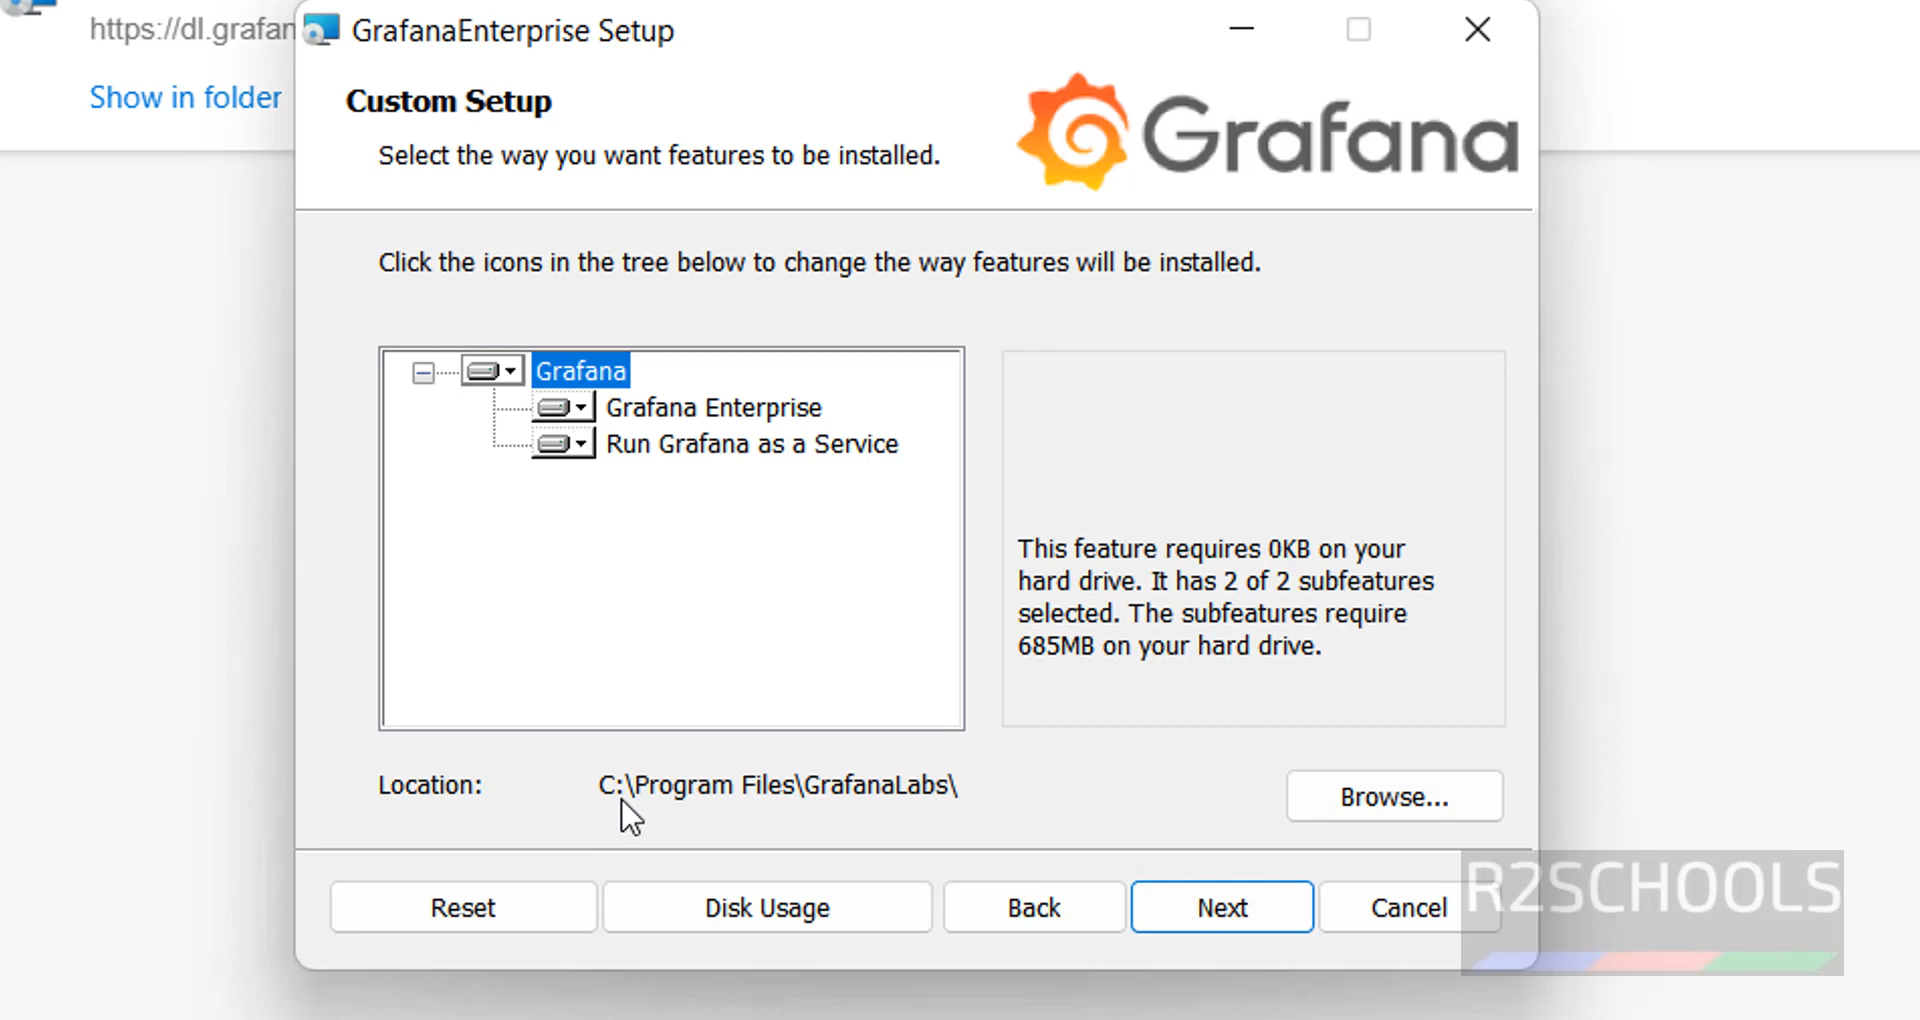 https://dl.grafan
Show in folder
GrafanaEnterprise Setup
Custom Setup
Select the way you want features to be installed.
Grafana
Click the icons in the tree below to change the way features will be installed.
Grafana
Grafana Enterprise
Run Grafana as a Service
This feature requires 0KB on your
hard drive. It has 2 of 2 subfeatures
selected. The subfeatures require
685MB on your hard drive.
Location: C:\Program Files\GrafanaLabs\
Browse...
Reset
Disk Usage
Back
Next
Cancel
R2SCHOOLS